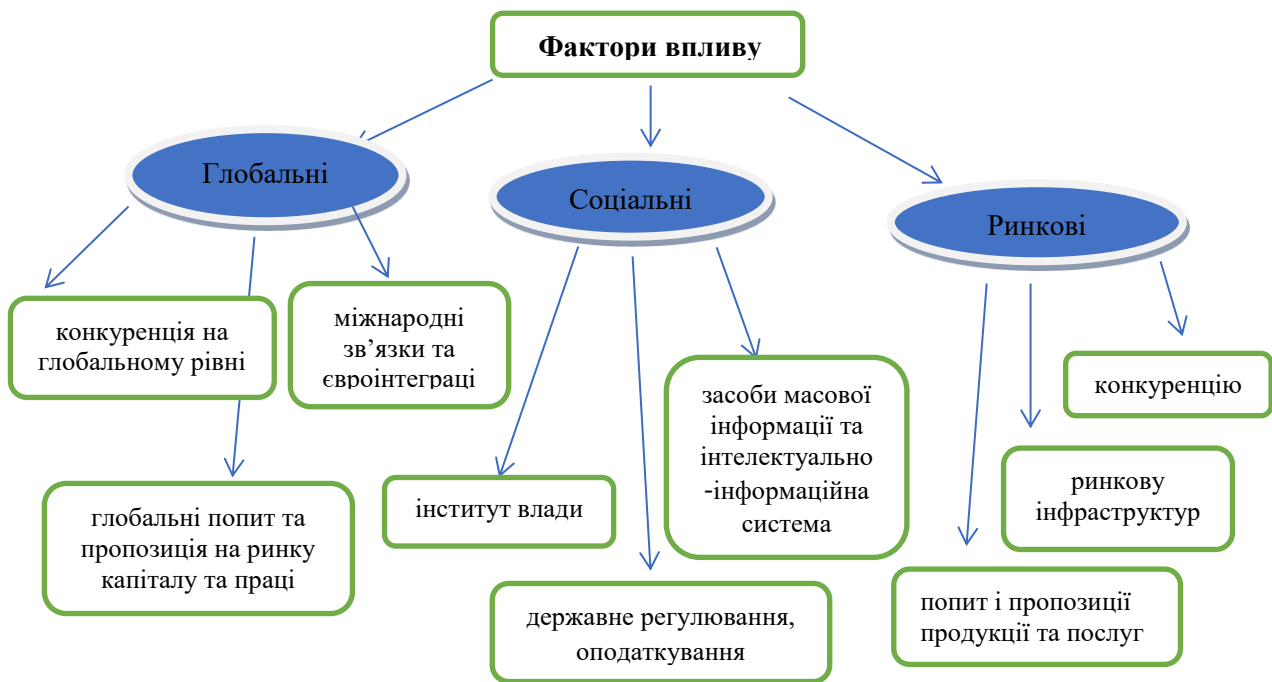 Фактори впливу
Глобальні
Соціальні
Ринкові
конкуренція на
глобальному рівні
міжнародні
зв’язки та
євроінтеграці
глобальні попит та
пропозиція на ринку
капіталу та праці
інститут влади
державне регулювання,
оподаткування
засоби масової
інформації та
інтелектуально
-інформаційна
система
попит і пропозиції
продукції та послуг
ринкову
інфраструктур
конкуренцію